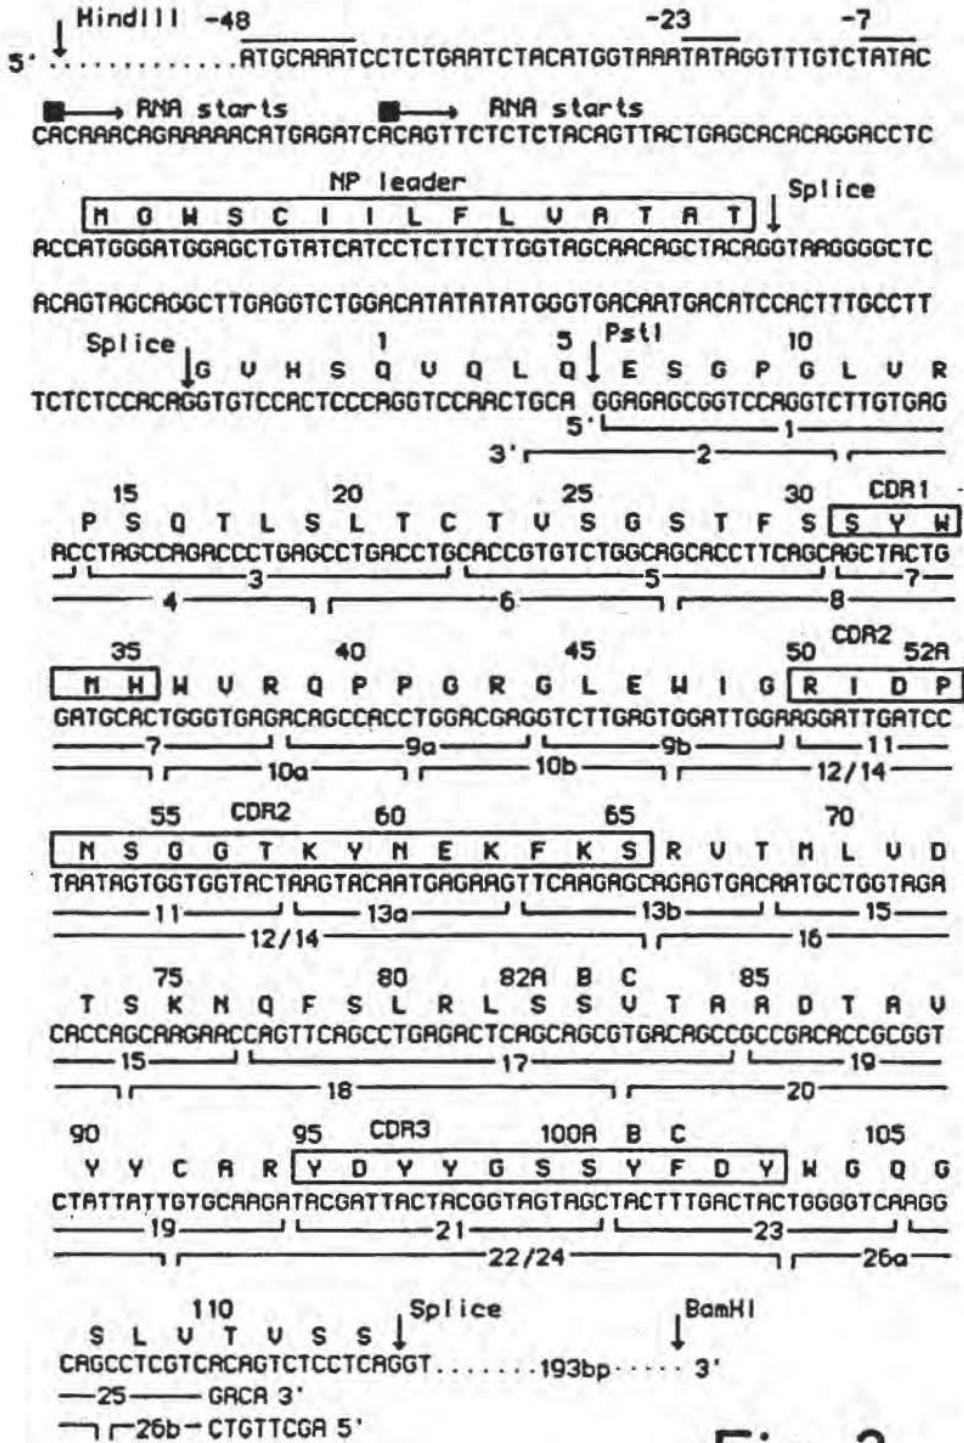 HindIII -48 -23 -7
5' .............ATGCAAATCCTCTGAATCTACATGGTAAATATAGGTTTGTCTATAC
RNA starts RNA starts
CACAAACAGAAAAACATGAGATCACAGTTCTCTCTACAGTTACTGAGCACACAGGACCTC
NP leader Splice
M G W S C I I L F L V A T A T
ACCATGGGATGGAGCTGTATCATCCTCTTCTTGGTAGCAACAGCTACAGGTAAGGGGCTC
ACAGTAGCAGGCTTGAGGTCTGGACATATATATGGGTGACAATGACATCCACTTTGCCTT
Splice 1 5 PstI 10
G V H S Q V Q L Q E S G P G L V R
TCTCTCCACAGGTGTCCACTCCCAGGTCCAACTGCA GGAGAGCGGTCCAGGTCTTGTGAG
5' 1
3' 2
15 20 25 30 CDR1
P S Q T L S L T C T V S G S T F S S Y W
ACCTAGCCAGACCCTGAGCCTGACCTGCACCGTGTCTGGCAGCACCTTCAGCAGCTACTG
3 5 7
4 6 8
35 40 45 50 CDR2 52A
M H W V R Q P P G R G L E W I G R I D P
GATGCACTGGGTGAGACAGCCACCTGGACGAGGTCTTGAGTGGATTGGAAGGATTGATCC
7 9a 9b 11
10a 10b 12/14
55 CDR2 60 65 70
N S G G T K Y N E K F K S R V T M L V D
TAATAGTGGTGGTACTAAGTACAATGAGAAGTTCAAGAGCAGAGTGACAATGCTGGTAGA
11 13a 13b 15
12/14 16
75 80 82A B C 85
T S K N Q F S L R L S S V T A A D T A V
CACCAGCAAGAACCAGTTCAGCCTGAGACTCAGCAGCGTGACAGCCGCCGACACCGCGGT
15 17 19
18 20
90 95 CDR3 100A B C 105
Y Y C A R Y D Y Y G S S Y F D Y W G Q G
CTATTATTGTGCAAGATACGATTACTACGGTAGTAGCTACTTTGACTACTGGGGTCAAGG
19 21 23
22/24 26a
110 Splice BamHI
S L V T V S S
CAGCCTCGTCACAGTCTCCTCAGGT.......193bp..... 3'
25 GACA 3'
26b CTGTTCGA 5'